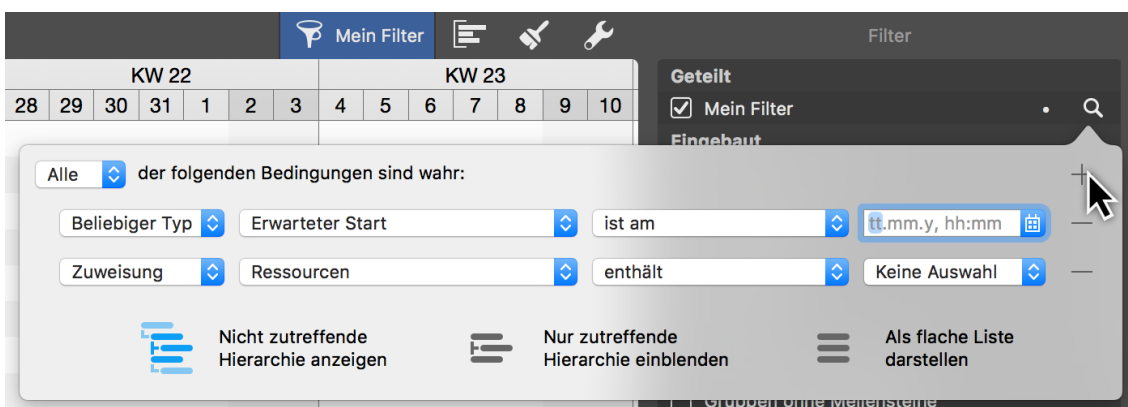 Mein Filter
Filter
KW 22 KW 23
28 29 30 31 1 2 3 4 5 6 7 8 9 10
Geteilt
Mein Filter
Eingebaut
Alle der folgenden Bedingungen sind wahr:
Beliebiger Typ Erwarteter Start ist am tt.mm.y, hh:mm
Zuweisung Ressourcen enthält Keine Auswahl
Nicht zutreffende
Hierarchie anzeigen
Nur zutreffende
Hierarchie einblenden
Als flache Liste
darstellen
Gruppen ohne Meilensteine